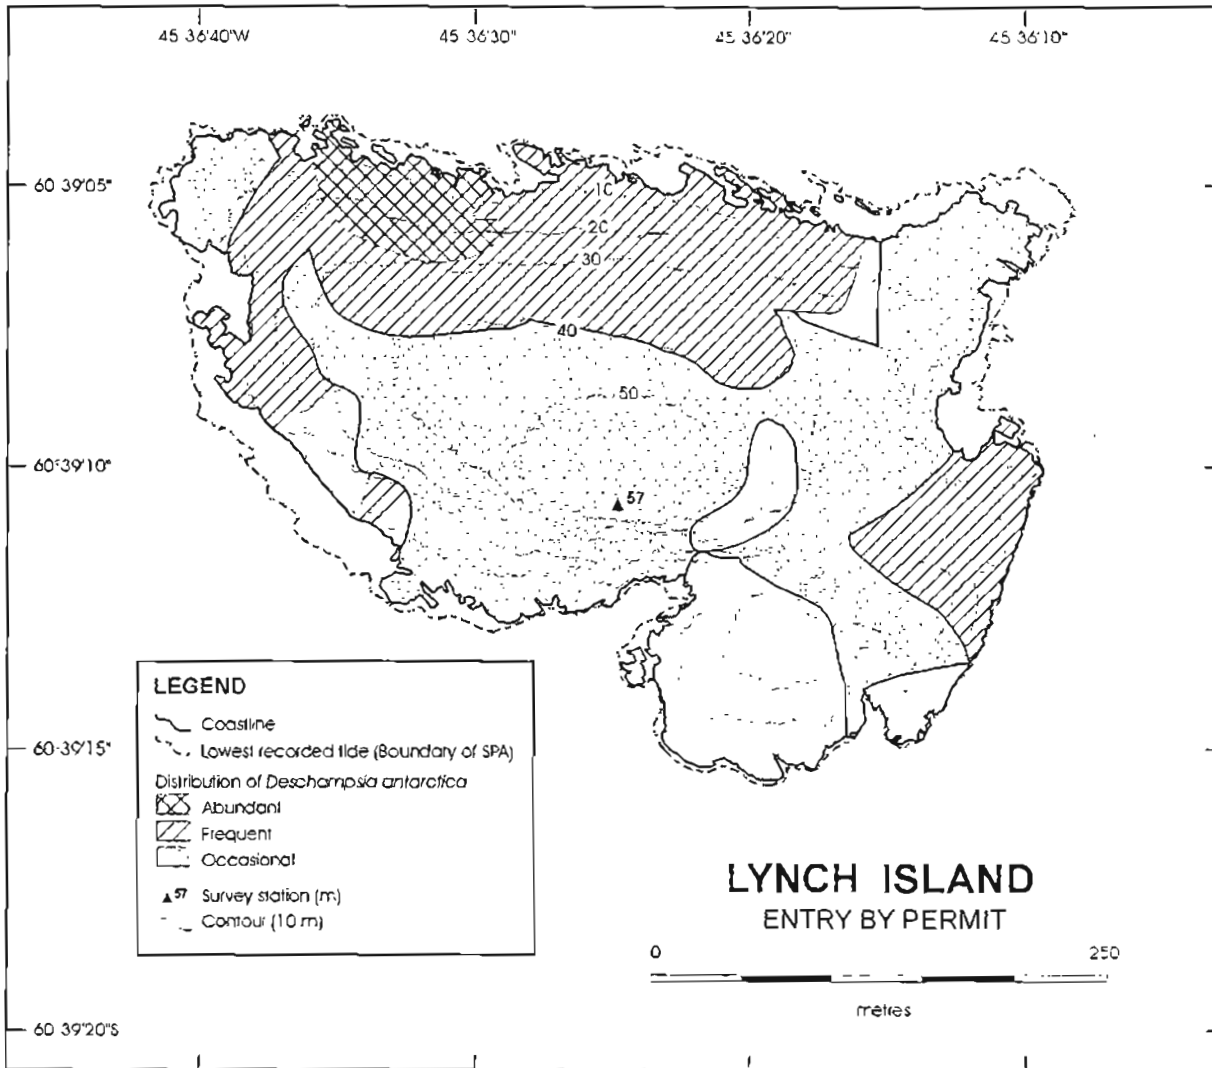 45 36'40"W 45 36'30" 45 36'20" 45 36'10"
60 39'05"
10
20
30
40
50
60 39'10"
57
LEGEND
Coastline
Lowest recorded tide (Boundary of SPA)
Distribution of Deschampsia antarctica
Abundant
Frequent
Occasional
57 Survey station (m)
Contour (10 m)
60 39'15"
LYNCH ISLAND
ENTRY BY PERMIT
0 250
metres
60 39'20"S